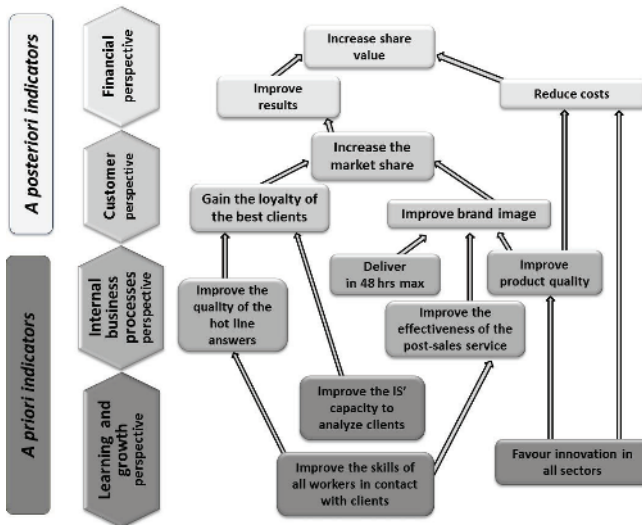 A posteriori indicators
A priori indicators
Financial
perspective
Customer
perspective
Internal
business
processes
perspective
Learning and
growth
perspective
Increase share
value
Improve
results
Reduce costs
Increase the
market share
Gain the loyalty of
the best clients
Improve brand image
Deliver
in 48 hrs max
Improve
product quality
Improve the
quality of the
hot line
answers
Improve the
effectiveness of the
post-sales service
Improve the IS'
capacity to
analyze clients
Improve the skills of
all workers in contact
with clients
Favour innovation in
all sectors